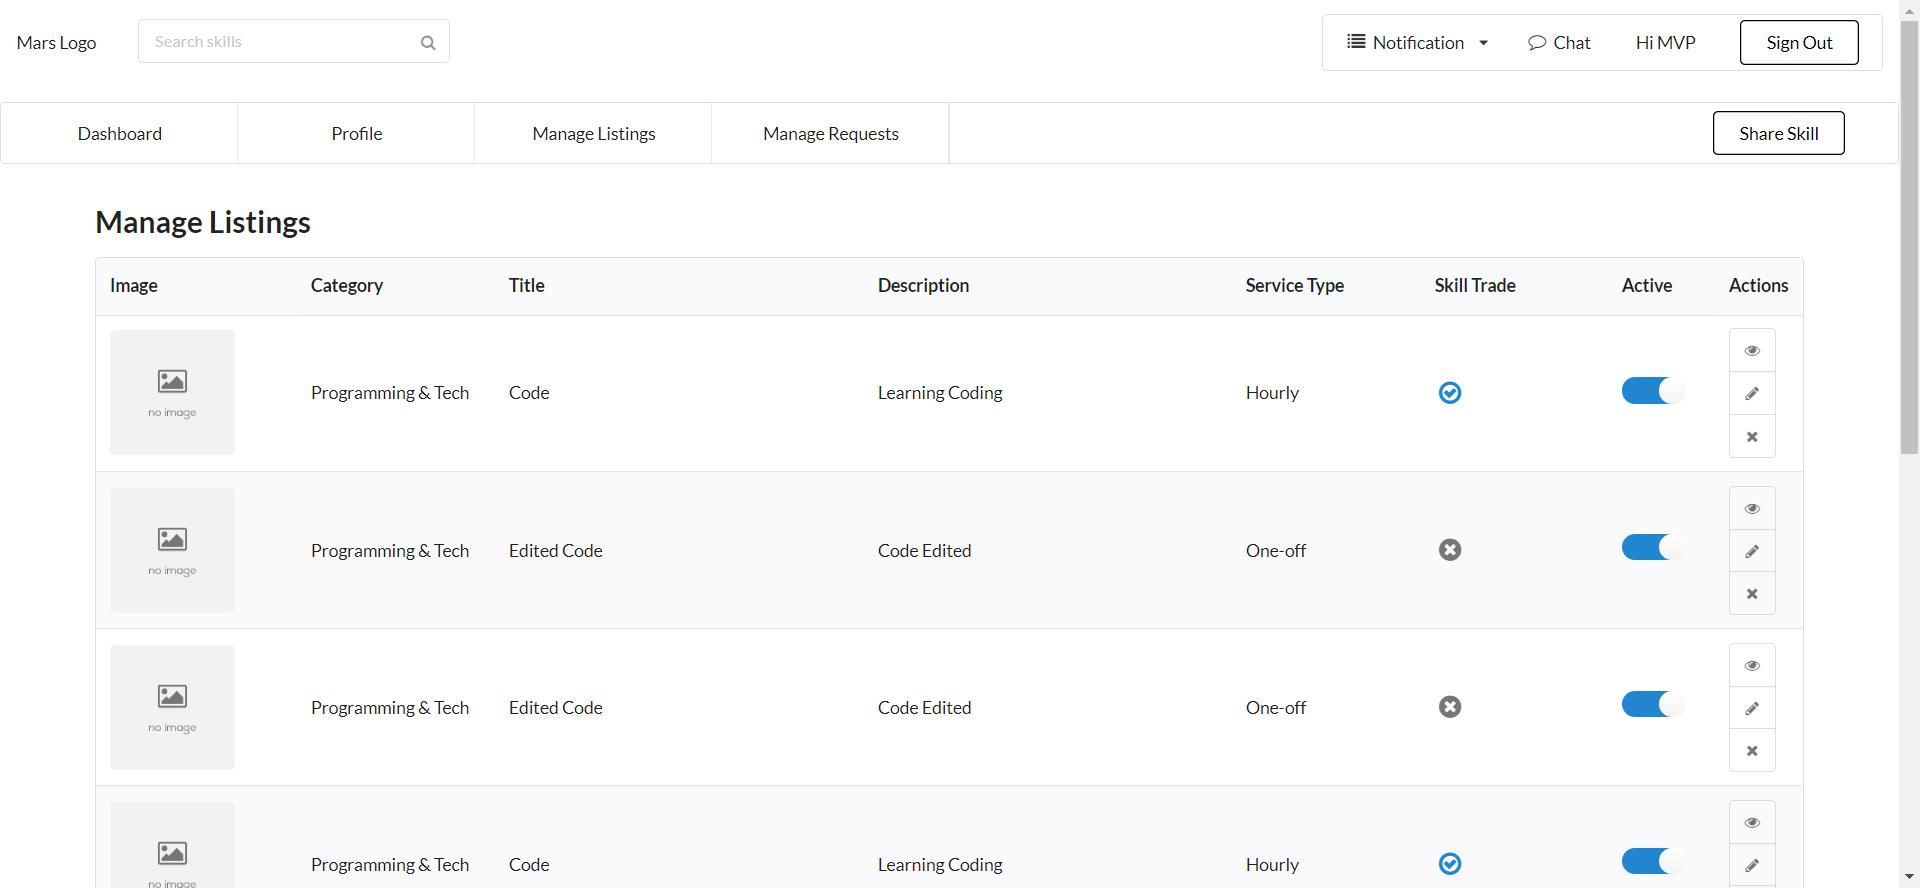 Mars Logo
Search skills
Notification
Chat
Hi MVP
Sign Out
Dashboard
Profile
Manage Listings
Manage Requests
Share Skill
Manage Listings
Image Category Title Description Service Type Skill Trade Active Actions
no image
Programming & Tech Code Learning Coding Hourly
no image
Programming & Tech Edited Code Code Edited One-off
no image
Programming & Tech Edited Code Code Edited One-off
no image
Programming & Tech Code Learning Coding Hourly